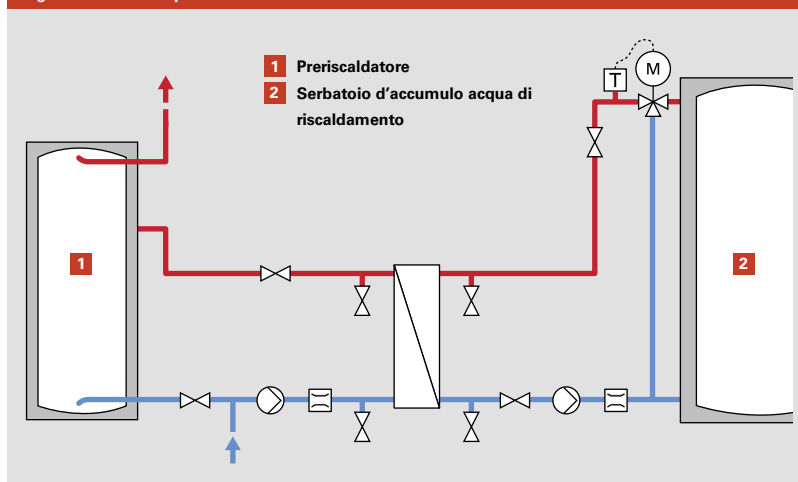 1 Preriscaldatore
2 Serbatoio d’accumulo acqua di
riscaldamento
T
M
1
2